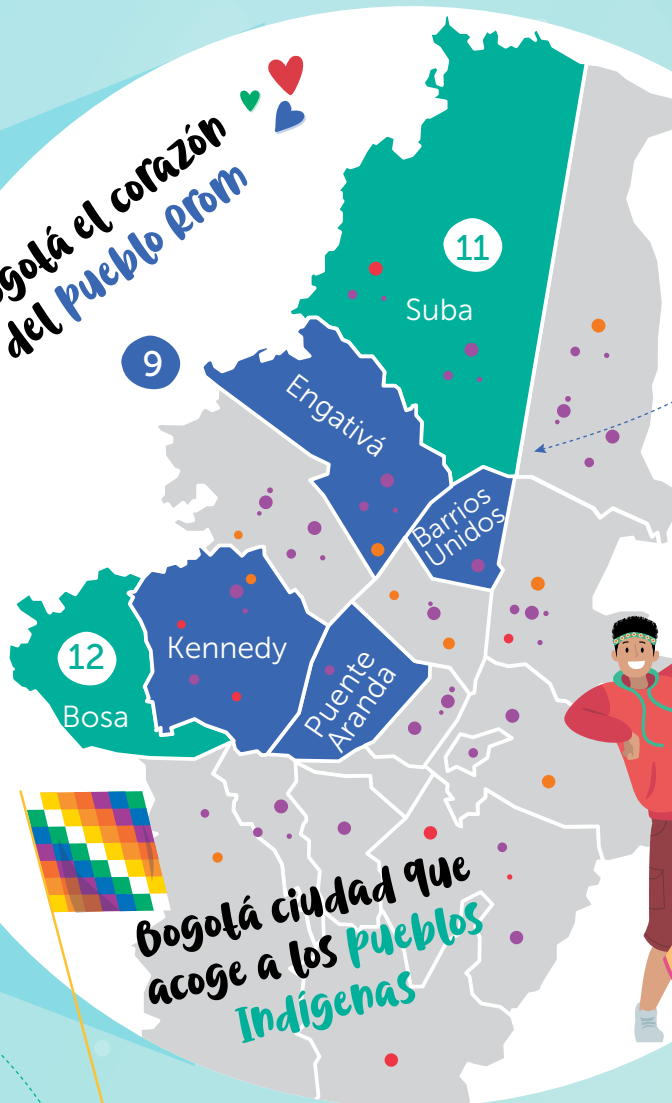 el corazón
del pueblo Rrom
11
Suba
9
Engativá
Barrios
Unidos
Kennedy
12
Bosa
Puente
Aranda
Bogotá ciudad que
acoge a los pueblos
Indígenas